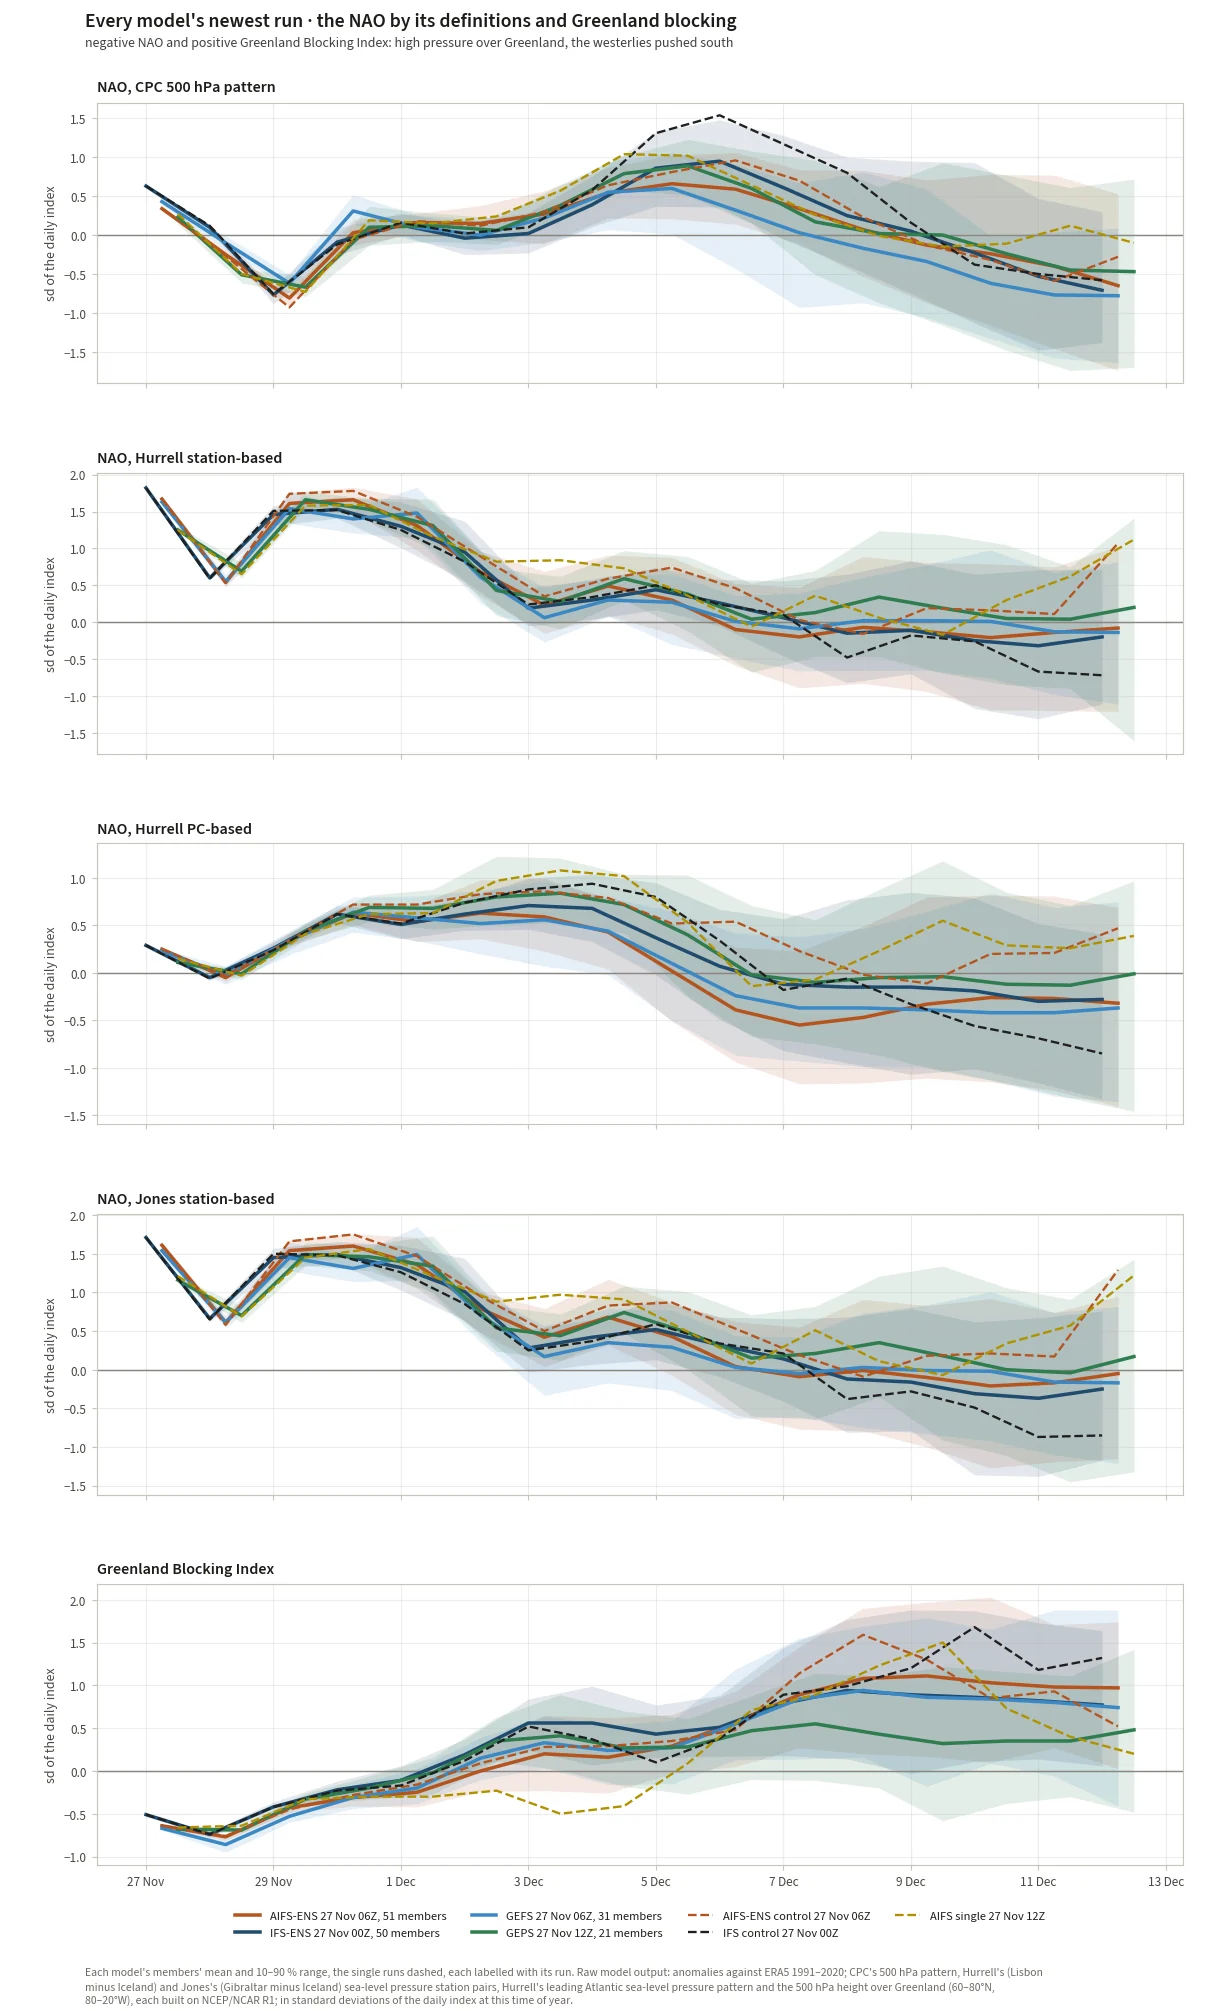 Every model's newest run · the NAO by its definitions and Greenland blocking
negative NAO and positive Greenland Blocking Index: high pressure over Greenland, the westerlies pushed south
NAO, CPC 500 hPa pattern
sd of the daily index
1.5
1.0
0.5
0.0
−0.5
−1.0
−1.5
NAO, Hurrell station-based
sd of the daily index
2.0
1.5
1.0
0.5
0.0
−0.5
−1.0
−1.5
NAO, Hurrell PC-based
sd of the daily index
1.0
0.5
0.0
−0.5
−1.0
−1.5
NAO, Jones station-based
sd of the daily index
2.0
1.5
1.0
0.5
0.0
−0.5
−1.0
−1.5
Greenland Blocking Index
sd of the daily index
2.0
1.5
1.0
0.5
0.0
−0.5
−1.0
27 Nov 29 Nov 1 Dec 3 Dec 5 Dec 7 Dec 9 Dec 11 Dec 13 Dec
AIFS-ENS 27 Nov 06Z, 51 members GEFS 27 Nov 06Z, 31 members AIFS-ENS control 27 Nov 06Z AIFS single 27 Nov 12Z
IFS-ENS 27 Nov 00Z, 50 members GEPS 27 Nov 12Z, 21 members IFS control 27 Nov 00Z
Each model's members' mean and 10–90 % range, the single runs dashed, each labelled with its run. Raw model output: anomalies against ERA5 1991–2020; CPC's 500 hPa pattern, Hurrell's (Lisbon
minus Iceland) and Jones's (Gibraltar minus Iceland) sea-level pressure station pairs, Hurrell's leading Atlantic sea-level pressure pattern and the 500 hPa height over Greenland (60–80°N,
80–20°W), each built on NCEP/NCAR R1; in standard deviations of the daily index at this time of year.